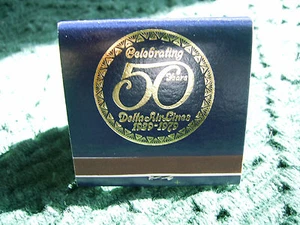 Celebrating
50
Years
Delta Air Lines
1929-1979